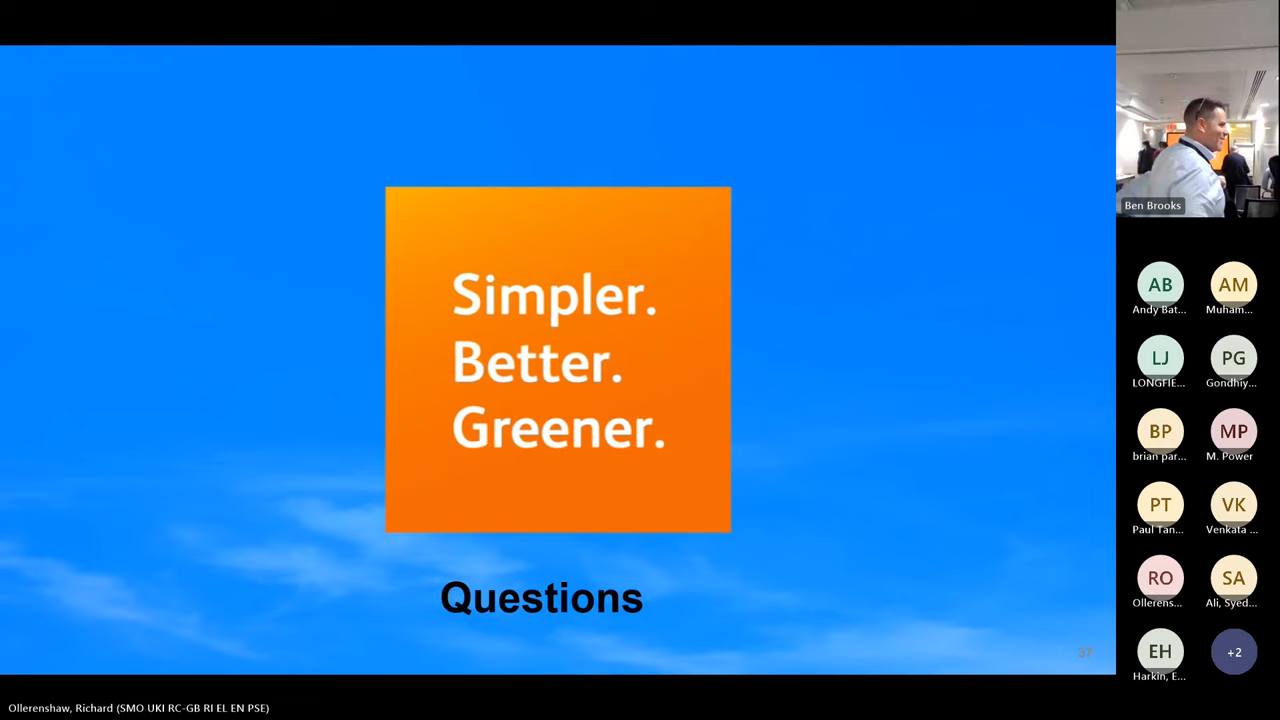 Simpler.
Better.
Greener.
Questions
37
Ben Brooks
AB
AM
Andy Bat...
Muham...
LJ
PG
LONGFIE...
Gondhiy...
BP
MP
brian par...
M. Power
PT
VK
Paul Tan...
Venkata ...
RO
SA
Ollerens...
Ali, Syed...
EH
+2
Harkin, E...
Ollerenshaw, Richard (SMO UKI RC-GB RI EL EN PSE)